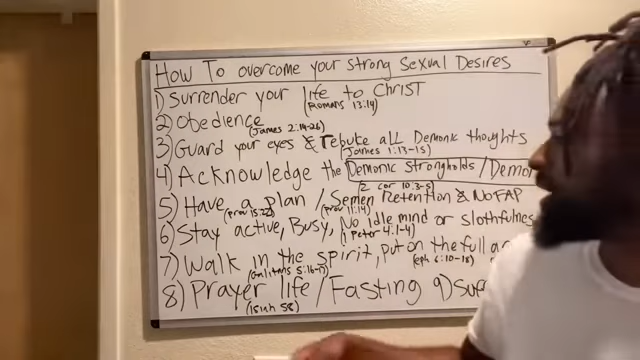 How To overcome your strong Sexual Desires
1) Surrender your life to Christ
(Romans 13:14)
2) Obedience
(James 2:14-26)
3) Guard your eyes & rebuke all Demonic thoughts
(James 1:13-15)
4) Acknowledge the Demonic Strongholds/Demon
2 cor 10:3-5
5) Have a plan / Semen Retention & NoFAP
(prov 15:22) (prov 11:14)
6) Stay active, Busy, No Idle mind or slothfulness
(1 Peter 4:1-4)
7) Walk in the spirit, put on the full ar
(Galitans 5:16-17) (eph 6:10-18)
8) Prayer life / Fasting 9) Surr
(Isiah 58)